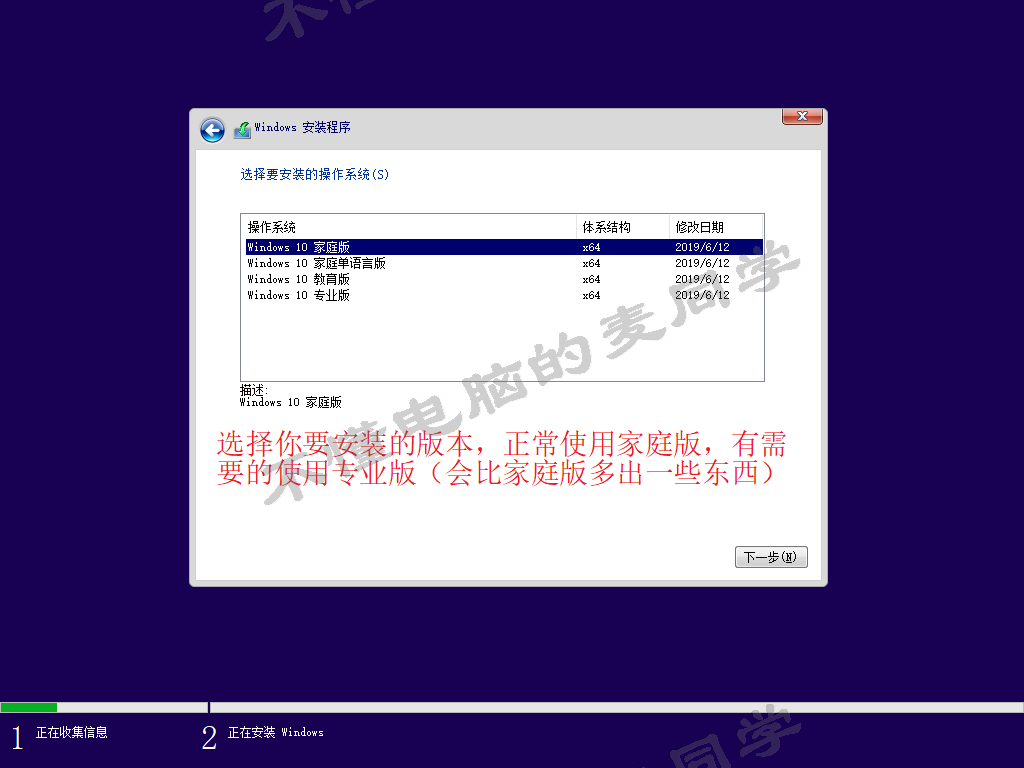 不懂
Windows 安装程序
选择要安装的操作系统(S)
操作系统 体系结构 修改日期
Windows 10 家庭版 x64 2019/6/12
Windows 10 家庭单语言版 x64 2019/6/12
Windows 10 教育版 x64 2019/6/12
Windows 10 专业版 x64 2019/6/12
不懂电脑的麦同学
描述:
Windows 10 家庭版
选择你要安装的版本，正常使用家庭版，有需
要的使用专业版（会比家庭版多出一些东西）
下一步(N)
1 正在收集信息 2 正在安装 Windows
同学